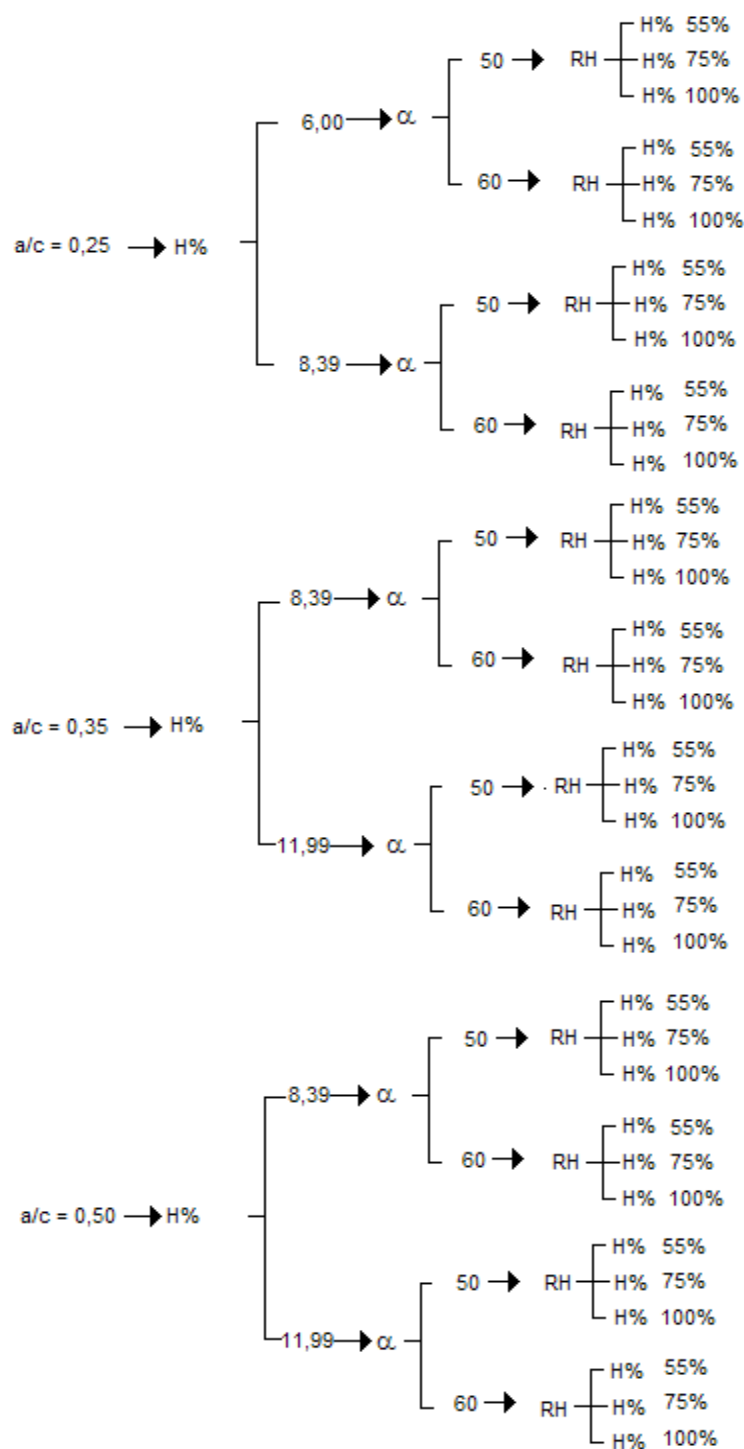 H% 55%
50 RH H% 75%
H% 100%
6,00 α
H% 55%
60 RH H% 75%
H% 100%
a/c = 0,25 H%
H% 55%
50 RH H% 75%
H% 100%
8,39 α
H% 55%
60 RH H% 75%
H% 100%
H% 55%
50 RH H% 75%
H% 100%
8,39 α
H% 55%
60 RH H% 75%
H% 100%
a/c = 0,35 H%
H% 55%
50 RH H% 75%
H% 100%
11,99 α
H% 55%
60 RH H% 75%
H% 100%
H% 55%
50 RH H% 75%
H% 100%
8,39 α
H% 55%
60 RH H% 75%
H% 100%
a/c = 0,50 H%
H% 55%
50 RH H% 75%
H% 100%
11,99 α
H% 55%
60 RH H% 75%
H% 100%